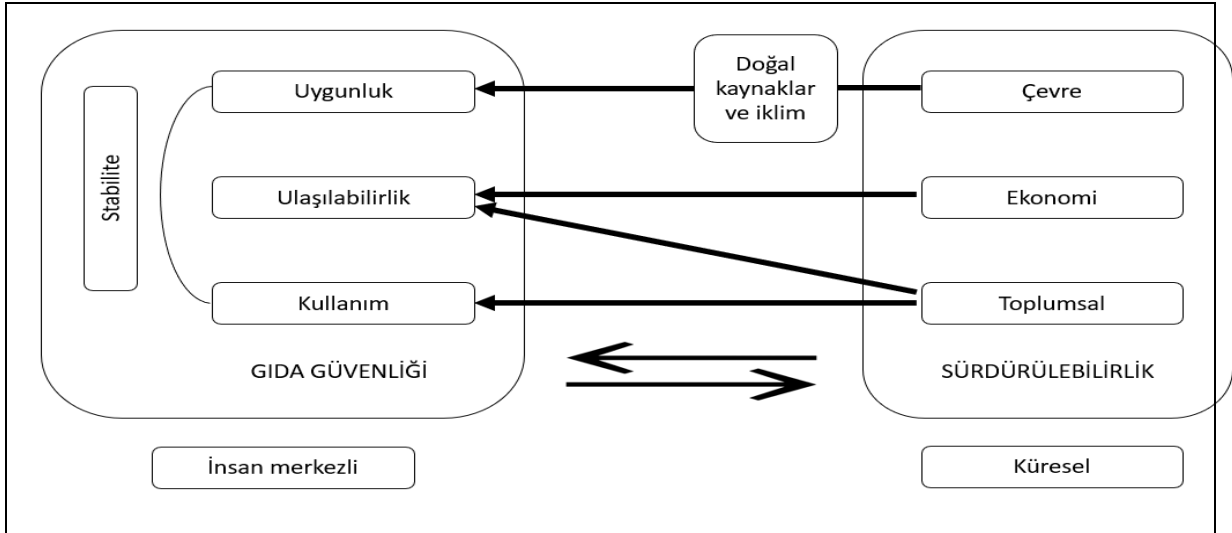 Uygunluk
Doğal
kaynaklar
ve iklim
Çevre
Stabilite
Ulaşılabilirlik
Ekonomi
Kullanım
Toplumsal
GIDA GÜVENLİĞİ
SÜRDÜRÜLEBİLİRLİK
İnsan merkezli
Küresel